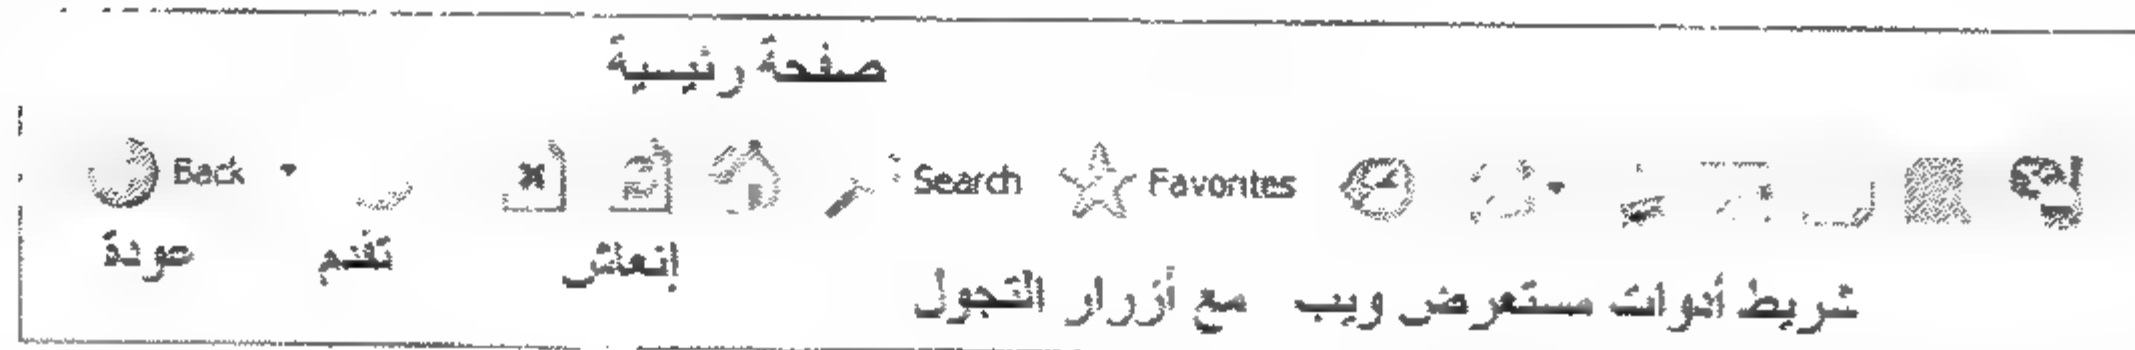 صفحة رئيسية
Back Search Favorites
عودة تقدم إنعاش
شريط أدوات مستعرض ويب مع أزرار التجول